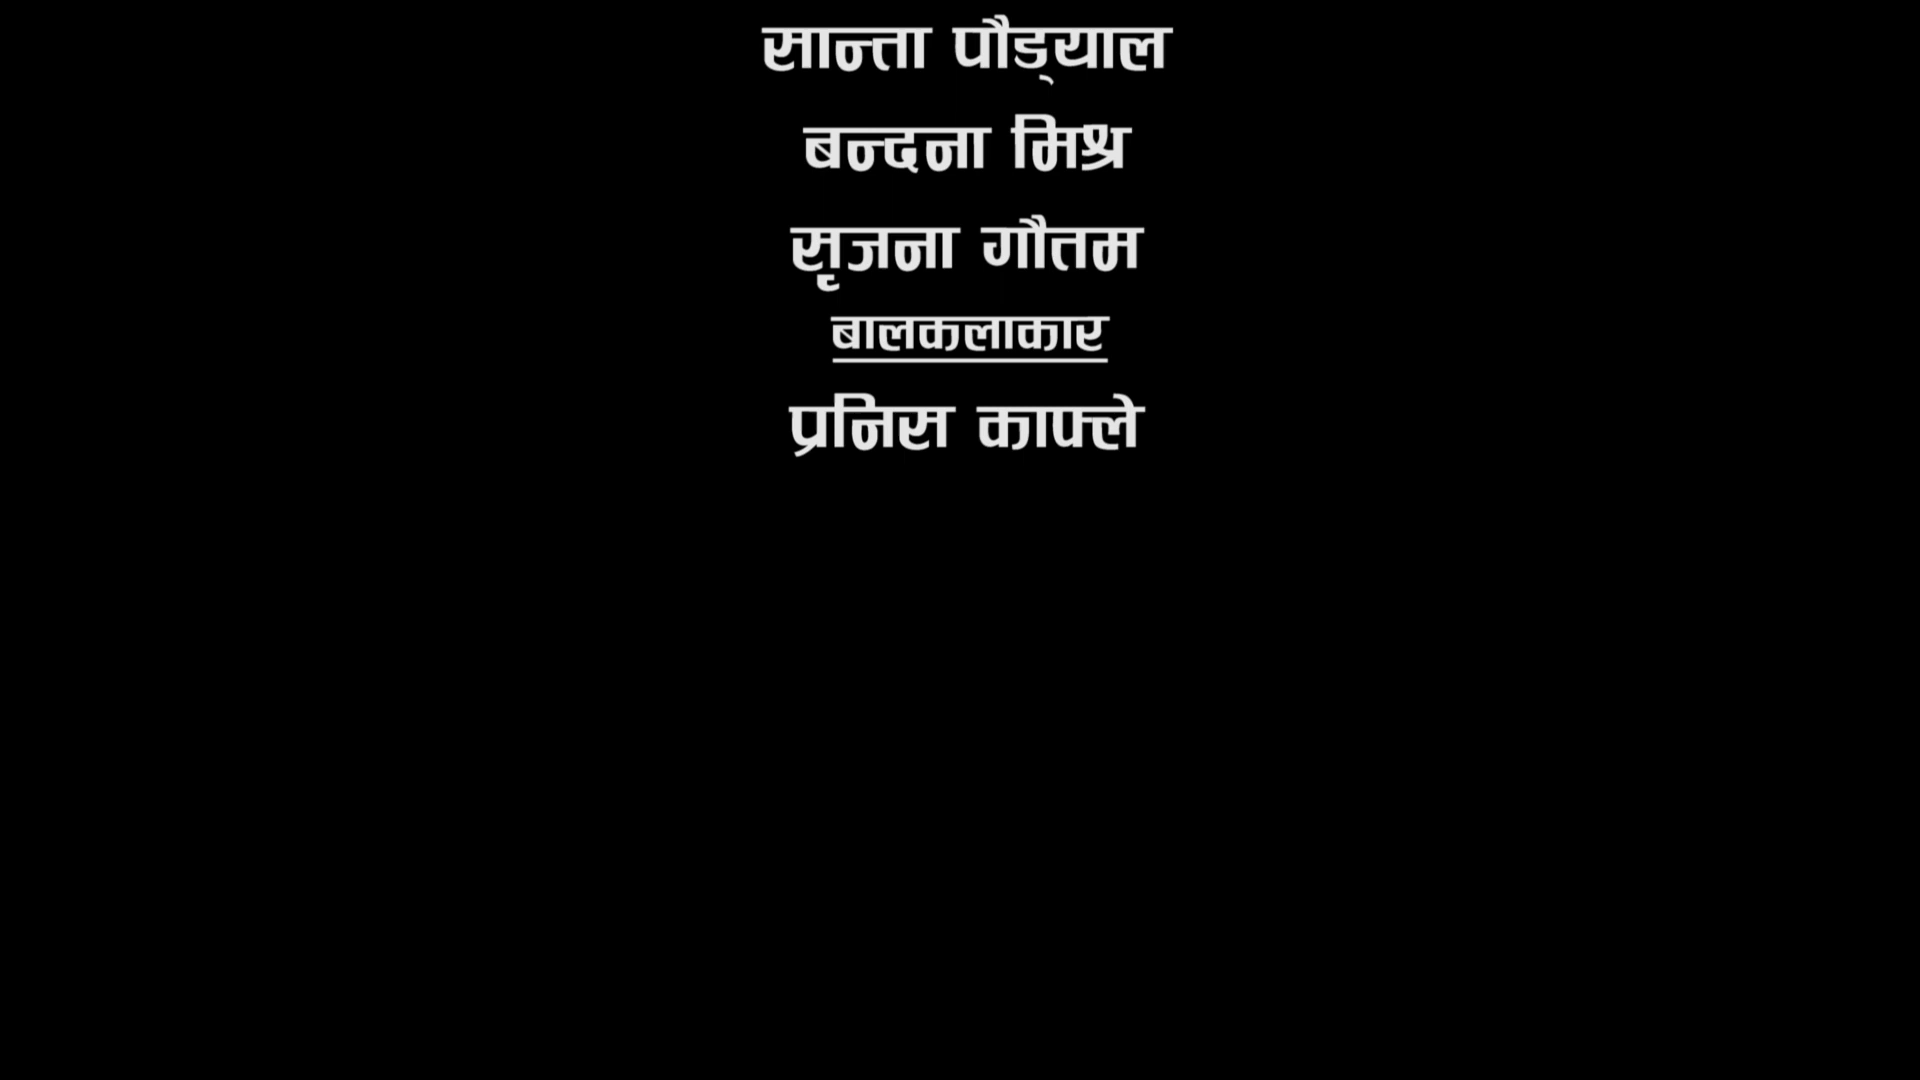 सान्ता पौड्याल
बन्दना मिश्र
सृजना गौतम
बालकलाकार
प्रनिस काफ्ले